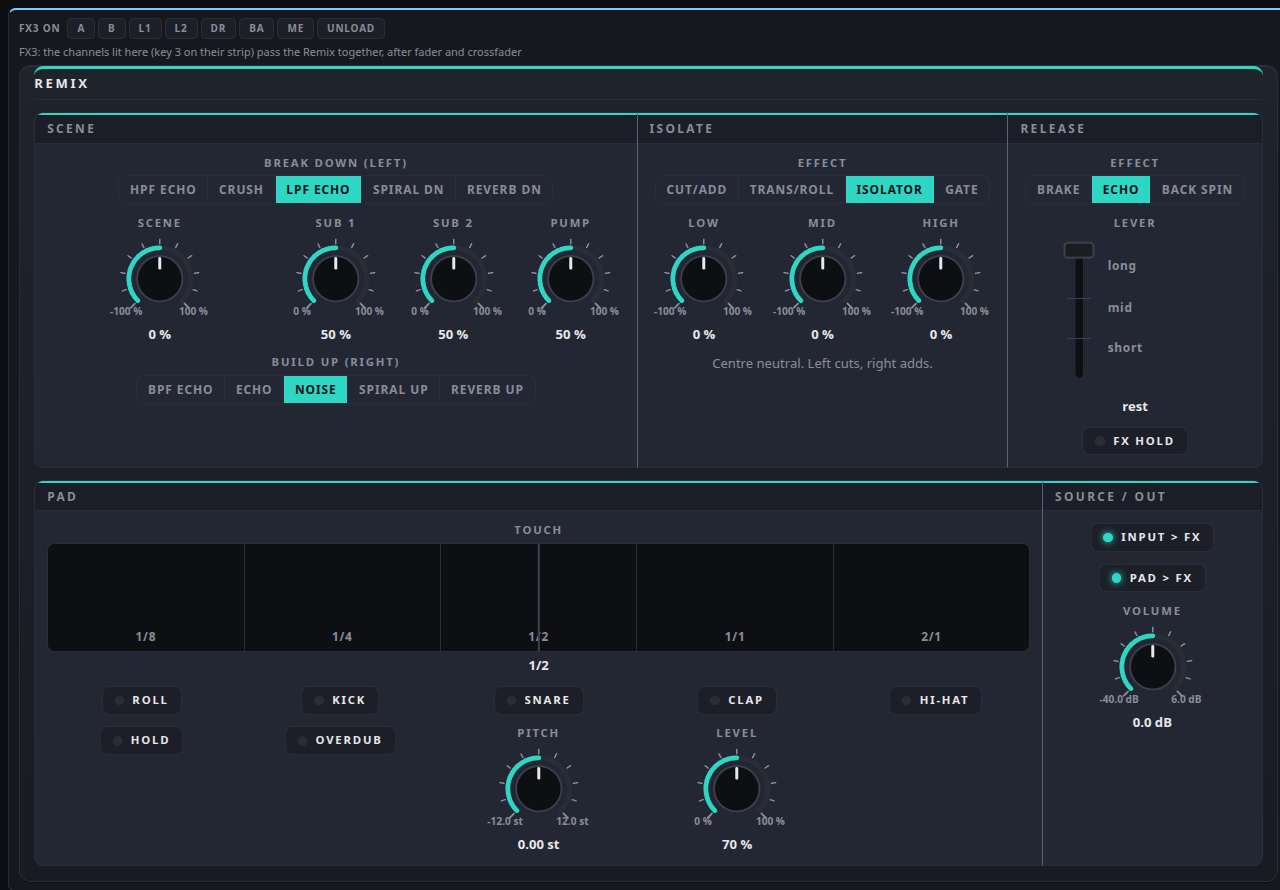 FX3 ON A B L1 L2 DR BA ME UNLOAD
FX3: the channels lit here (key 3 on their strip) pass the Remix together, after fader and crossfader
REMIX
SCENE
BREAK DOWN (LEFT)
HPF ECHO CRUSH LPF ECHO SPIRAL DN REVERB DN
SCENE SUB 1 SUB 2 PUMP
-100 % 100 % 0 % 100 % 0 % 100 % 0 % 100 %
0 % 50 % 50 % 50 %
BUILD UP (RIGHT)
BPF ECHO ECHO NOISE SPIRAL UP REVERB UP
ISOLATE
EFFECT
CUT/ADD TRANS/ROLL ISOLATOR GATE
LOW MID HIGH
-100 % 100 % -100 % 100 % -100 % 100 %
0 % 0 % 0 %
Centre neutral. Left cuts, right adds.
RELEASE
EFFECT
BRAKE ECHO BACK SPIN
LEVER
long
mid
short
rest
FX HOLD
PAD
TOUCH
1/8 1/4 1/2 1/1 2/1
1/2
ROLL KICK SNARE CLAP HI-HAT
HOLD OVERDUB PITCH LEVEL
-12.0 st 12.0 st 0 % 100 %
0.00 st 70 %
SOURCE / OUT
INPUT > FX
PAD > FX
VOLUME
-40.0 dB 6.0 dB
0.0 dB